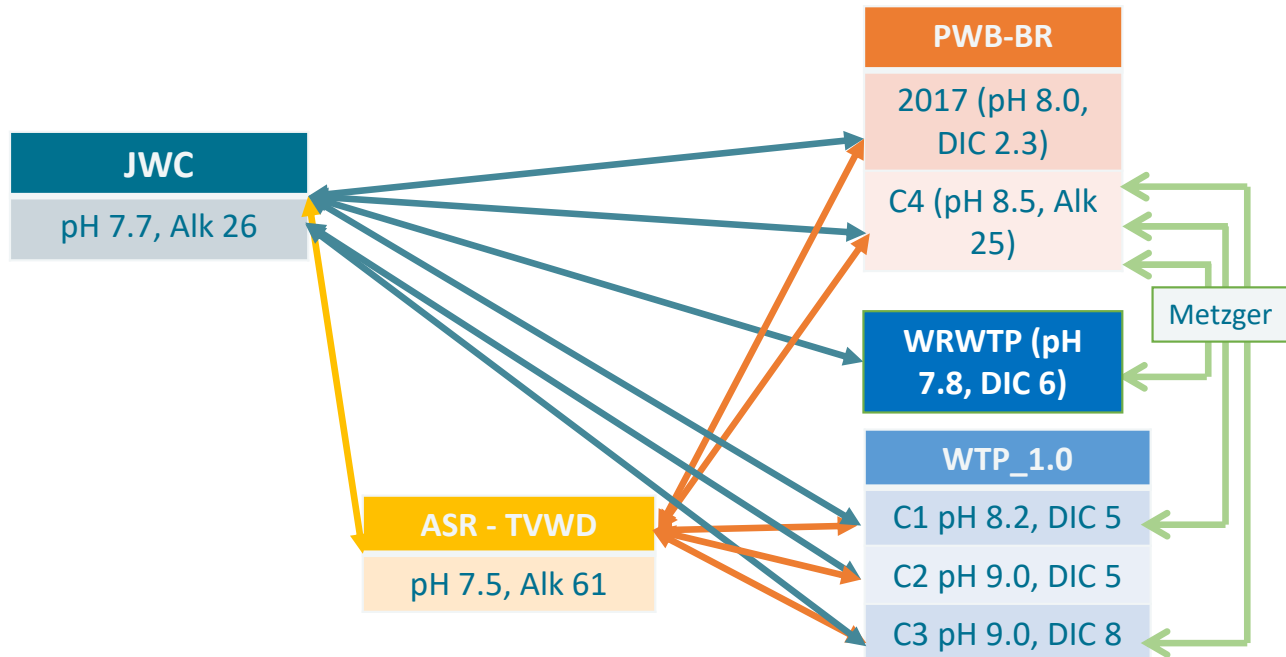 PWB-BR
2017 (pH 8.0,
DIC 2.3)
C4 (pH 8.5, Alk
25)
JWC
pH 7.7, Alk 26
Metzger
WRWTP (pH
7.8, DIC 6)
WTP_1.0
C1 pH 8.2, DIC 5
C2 pH 9.0, DIC 5
C3 pH 9.0, DIC 8
ASR - TVWD
pH 7.5, Alk 61